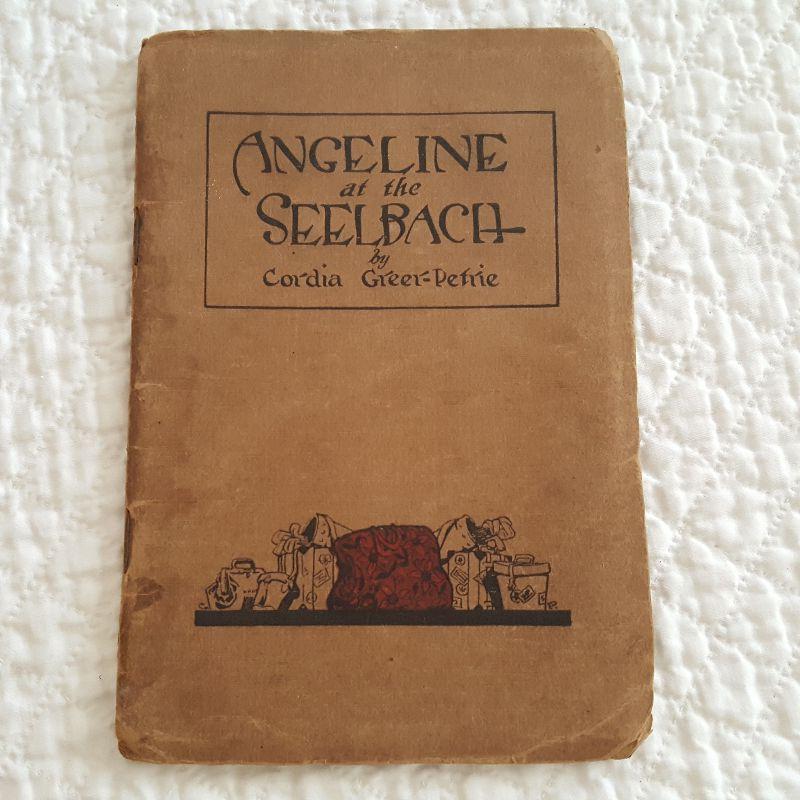 ANGELINE
at the
SEELBACH
by
Cordia Greer-Petrie